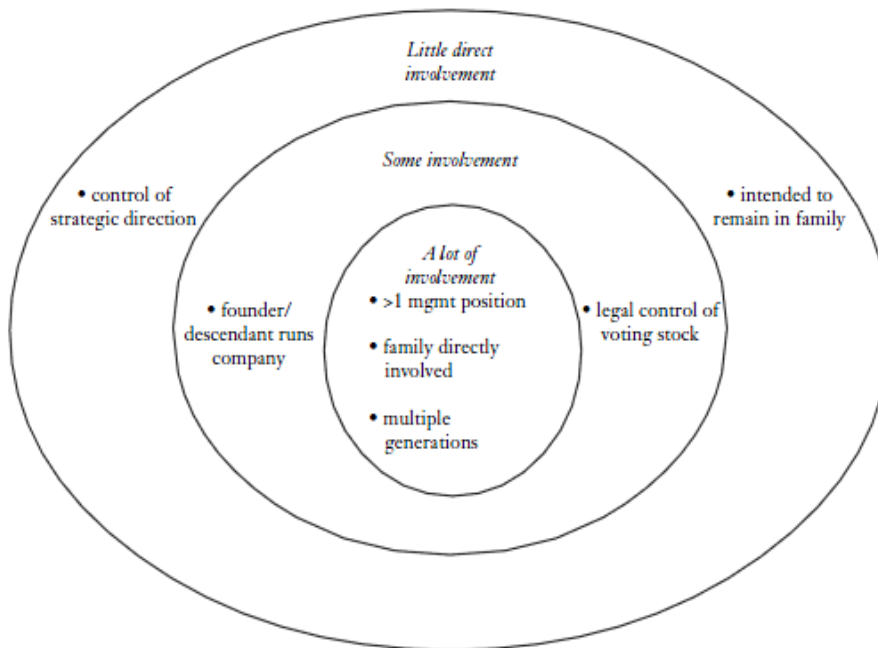 Little direct
involvement
Some involvement
• control of
strategic direction
• intended to
remain in family
A lot of
involvement
• >1 mgmt position
• family directly
involved
• multiple
generations
• founder/
descendant runs
company
• legal control of
voting stock